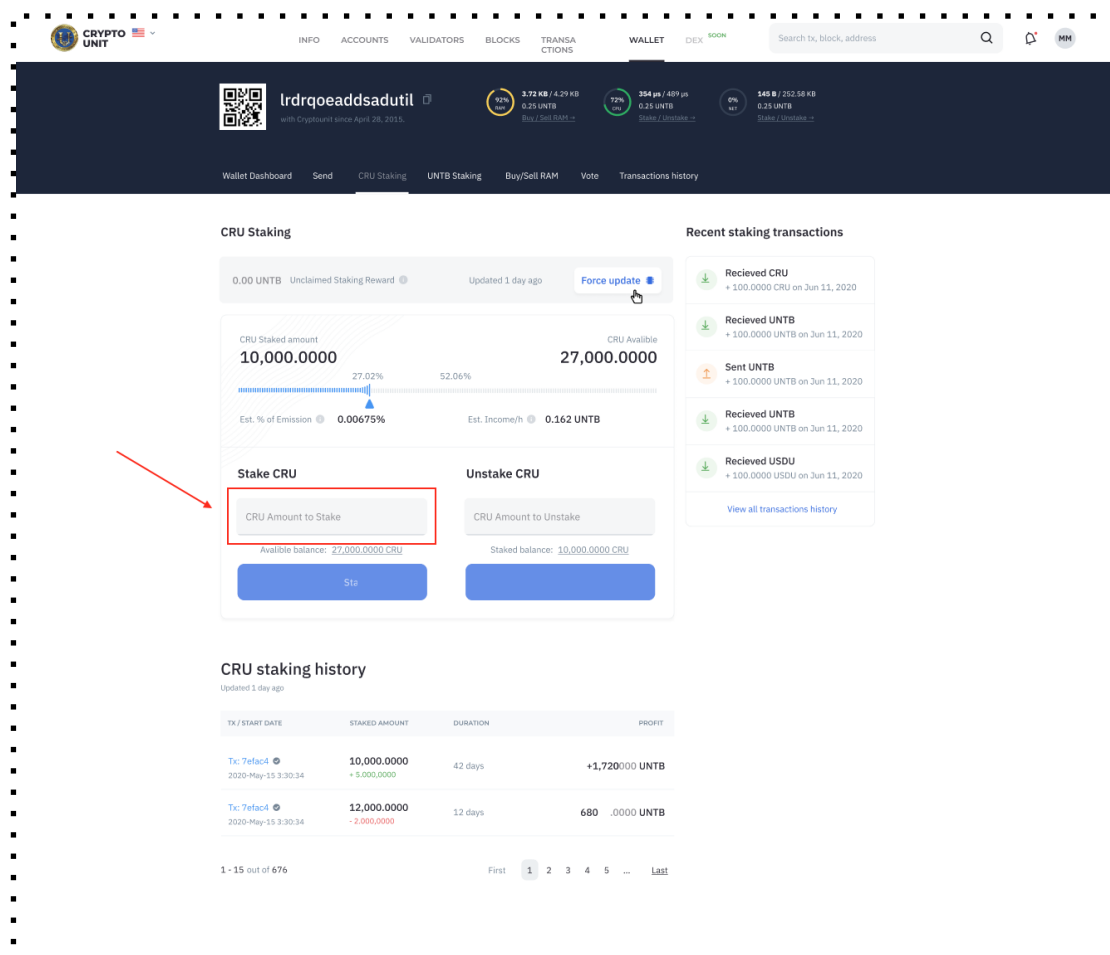 CRYPTO
UNIT
INFO ACCOUNTS VALIDATORS BLOCKS TRANSA
CTIONS WALLET DEX SOON Search tx, block, address MM
lrdrqoeaddsadutil
with Cryptounit since April 28, 2015.
92%
RAM
3.72 KB / 4.29 KB
0.25 UNTB
Buy / Sell RAM →
72%
CPU
354 µs / 489 µs
0.25 UNTB
Stake / Unstake →
0%
NET
145 B / 252.58 KB
0.25 UNTB
Stake / Unstake →
Wallet Dashboard Send CRU Staking UNTB Staking Buy/Sell RAM Vote Transactions history
CRU Staking
0.00 UNTB Unclaimed Staking Reward Updated 1 day ago Force update
CRU Staked amount CRU Avalible
10,000.0000 27,000.0000
27.02% 52.06%
Est. % of Emission 0.00675% Est. Income/h 0.162 UNTB
Stake CRU Unstake CRU
CRU Amount to Stake CRU Amount to Unstake
Avalible balance: 27,000.0000 CRU Staked balance: 10,000.0000 CRU
Sta
Recent staking transactions
Recieved CRU
+ 100.0000 CRU on Jun 11, 2020
Recieved UNTB
+ 100.0000 UNTB on Jun 11, 2020
Sent UNTB
+ 100.0000 UNTB on Jun 11, 2020
Recieved UNTB
+ 100.0000 UNTB on Jun 11, 2020
Recieved USDU
+ 100.0000 USDU on Jun 11, 2020
View all transactions history
CRU staking history
Updated 1 day ago
TX / START DATE STAKED AMOUNT DURATION PROFIT
Tx: 7efac4 10,000.0000 42 days +1,720000 UNTB
2020-May-15 3:30:34 + 5.000,0000
Tx: 7efac4 12,000.0000 12 days 680 .0000 UNTB
2020-May-15 3:30:34 - 2.000,0000
1 - 15 out of 676 First 1 2 3 4 5 ... Last